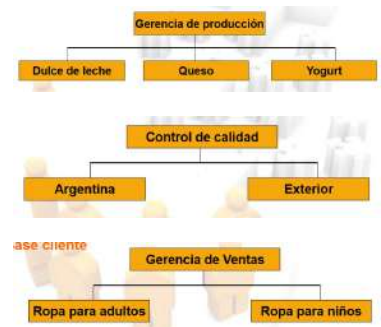 Gerencia de producción
Dulce de leche Queso Yogurt
Control de calidad
Argentina Exterior
ase cliente
Gerencia de Ventas
Ropa para adultos Ropa para niños